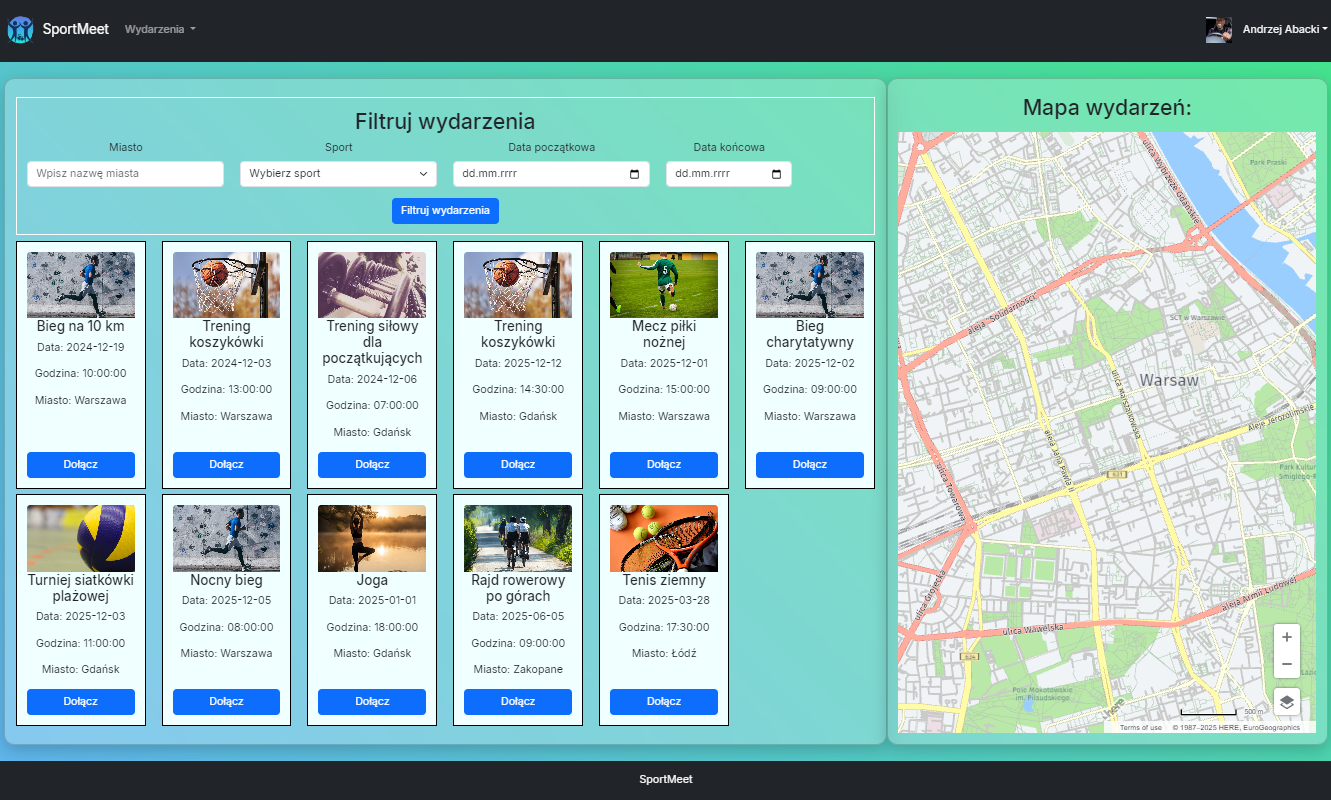 SportMeet
Wydarzenia
Andrzej Abacki
Filtruj wydarzenia
Miasto
Sport
Data początkowa
Data końcowa
Wpisz nazwę miasta
Wybierz sport
dd.mm.rrrr
dd.mm.rrrr
Filtruj wydarzenia
Bieg na 10 km
Data: 2024-12-19
Godzina: 10:00:00
Miasto: Warszawa
Dołącz
Trening
koszykówki
Data: 2024-12-03
Godzina: 13:00:00
Miasto: Warszawa
Dołącz
Trening siłowy
dla
początkujących
Data: 2024-12-06
Godzina: 07:00:00
Miasto: Gdańsk
Dołącz
Trening
koszykówki
Data: 2025-12-12
Godzina: 14:30:00
Miasto: Gdańsk
Dołącz
5
Mecz piłki
nożnej
Data: 2025-12-01
Godzina: 15:00:00
Miasto: Warszawa
Dołącz
Bieg
charytatywny
Data: 2025-12-02
Godzina: 09:00:00
Miasto: Warszawa
Dołącz
Turniej siatkówki
plażowej
Data: 2025-12-03
Godzina: 11:00:00
Miasto: Gdańsk
Dołącz
Nocny bieg
Data: 2025-12-05
Godzina: 08:00:00
Miasto: Warszawa
Dołącz
Joga
Data: 2025-01-01
Godzina: 18:00:00
Miasto: Gdańsk
Dołącz
Rajd rowerowy
po górach
Data: 2025-06-05
Godzina: 09:00:00
Miasto: Zakopane
Dołącz
Tenis ziemny
Data: 2025-03-28
Godzina: 17:30:00
Miasto: Łódź
Dołącz
Mapa wydarzeń:
ulica Wybrzeże Gdańskie
Park Praski
aleja "Solidarności"
SCT w Warszawie
Warsaw
ulica Marszałkowska
Aleje Jerozolimskie
aleja Jana Pawła II
ulica Towarowa
Park Kultur
Śmigłego-R
631
ulica Grójecka
aleja Armii Ludowej
ulica Wawelska
634
Pole Mokotowskie
im. Piłsudskiego
Łazie
here
500 m
Terms of use
© 1987–2025 HERE, EuroGeographics
SportMeet